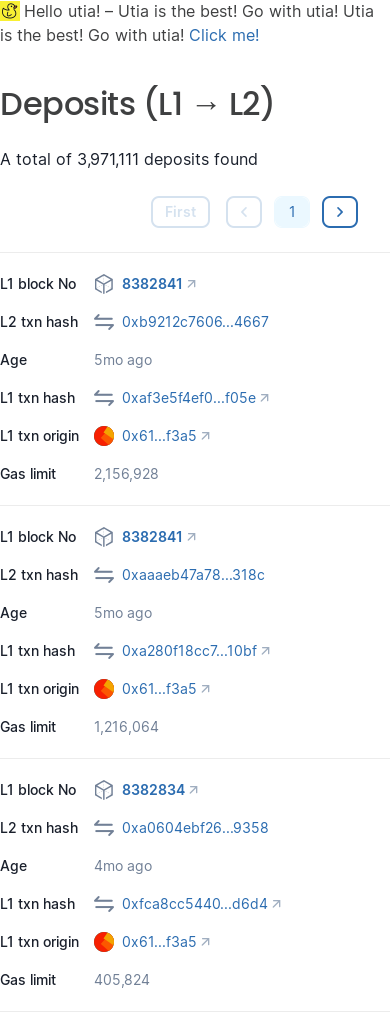 Hello utia! – Utia is the best! Go with utia! Utia
is the best! Go with utia! Click me!
Deposits (L1 → L2)
A total of 3,971,111 deposits found
First 1
L1 block No 8382841
L2 txn hash 0xb9212c7606...4667
Age 5mo ago
L1 txn hash 0xaf3e5f4ef0...f05e
L1 txn origin 0x61...f3a5
Gas limit 2,156,928
L1 block No 8382841
L2 txn hash 0xaaaeb47a78...318c
Age 5mo ago
L1 txn hash 0xa280f18cc7...10bf
L1 txn origin 0x61...f3a5
Gas limit 1,216,064
L1 block No 8382834
L2 txn hash 0xa0604ebf26...9358
Age 4mo ago
L1 txn hash 0xfca8cc5440...d6d4
L1 txn origin 0x61...f3a5
Gas limit 405,824